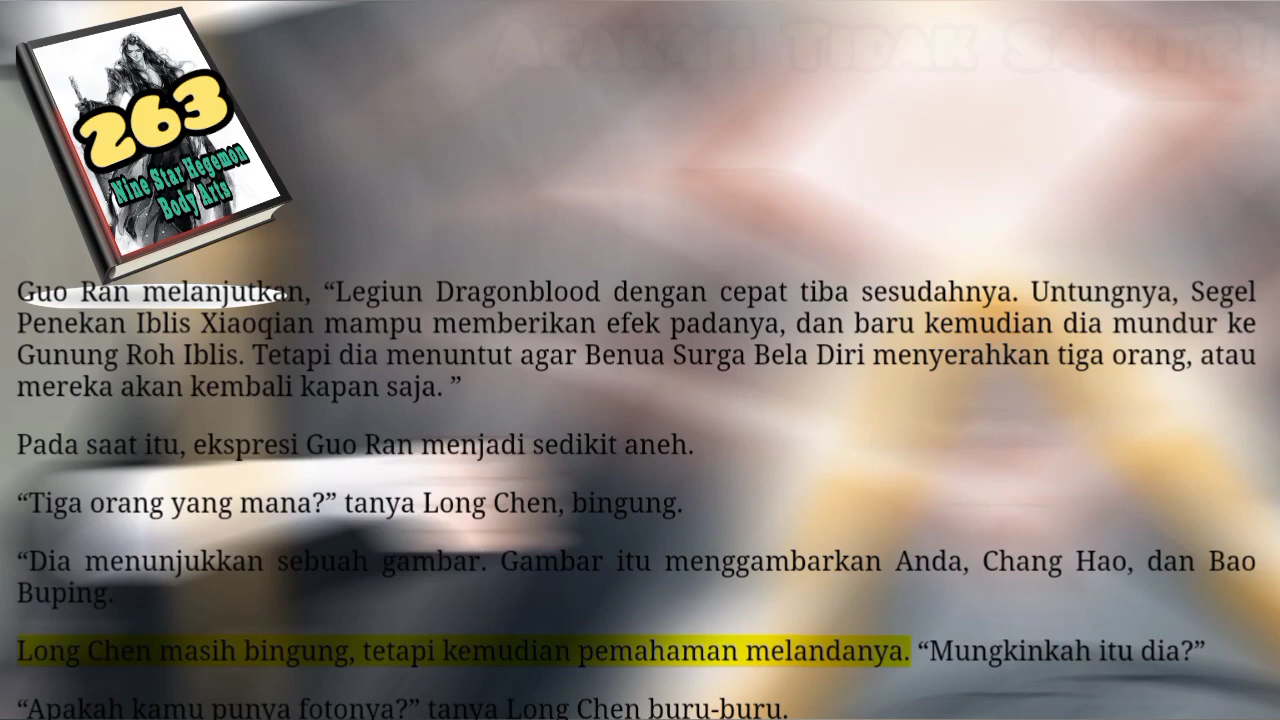 APAKAH TIDAK SAKIT?!
263
Nine Star Hegemon
Body Arts
Guo Ran melanjutkan, “Legiun Dragonblood dengan cepat tiba sesudahnya. Untungnya, Segel
Penekan Iblis Xiaoqian mampu memberikan efek padanya, dan baru kemudian dia mundur ke
Gunung Roh Iblis. Tetapi dia menuntut agar Benua Surga Bela Diri menyerahkan tiga orang, atau
mereka akan kembali kapan saja. ”
Pada saat itu, ekspresi Guo Ran menjadi sedikit aneh.
“Tiga orang yang mana?” tanya Long Chen, bingung.
“Dia menunjukkan sebuah gambar. Gambar itu menggambarkan Anda, Chang Hao, dan Bao
Buping.
Long Chen masih bingung, tetapi kemudian pemahaman melandanya. “Mungkinkah itu dia?”
“Apakah kamu punya fotonya?” tanya Long Chen buru-buru.